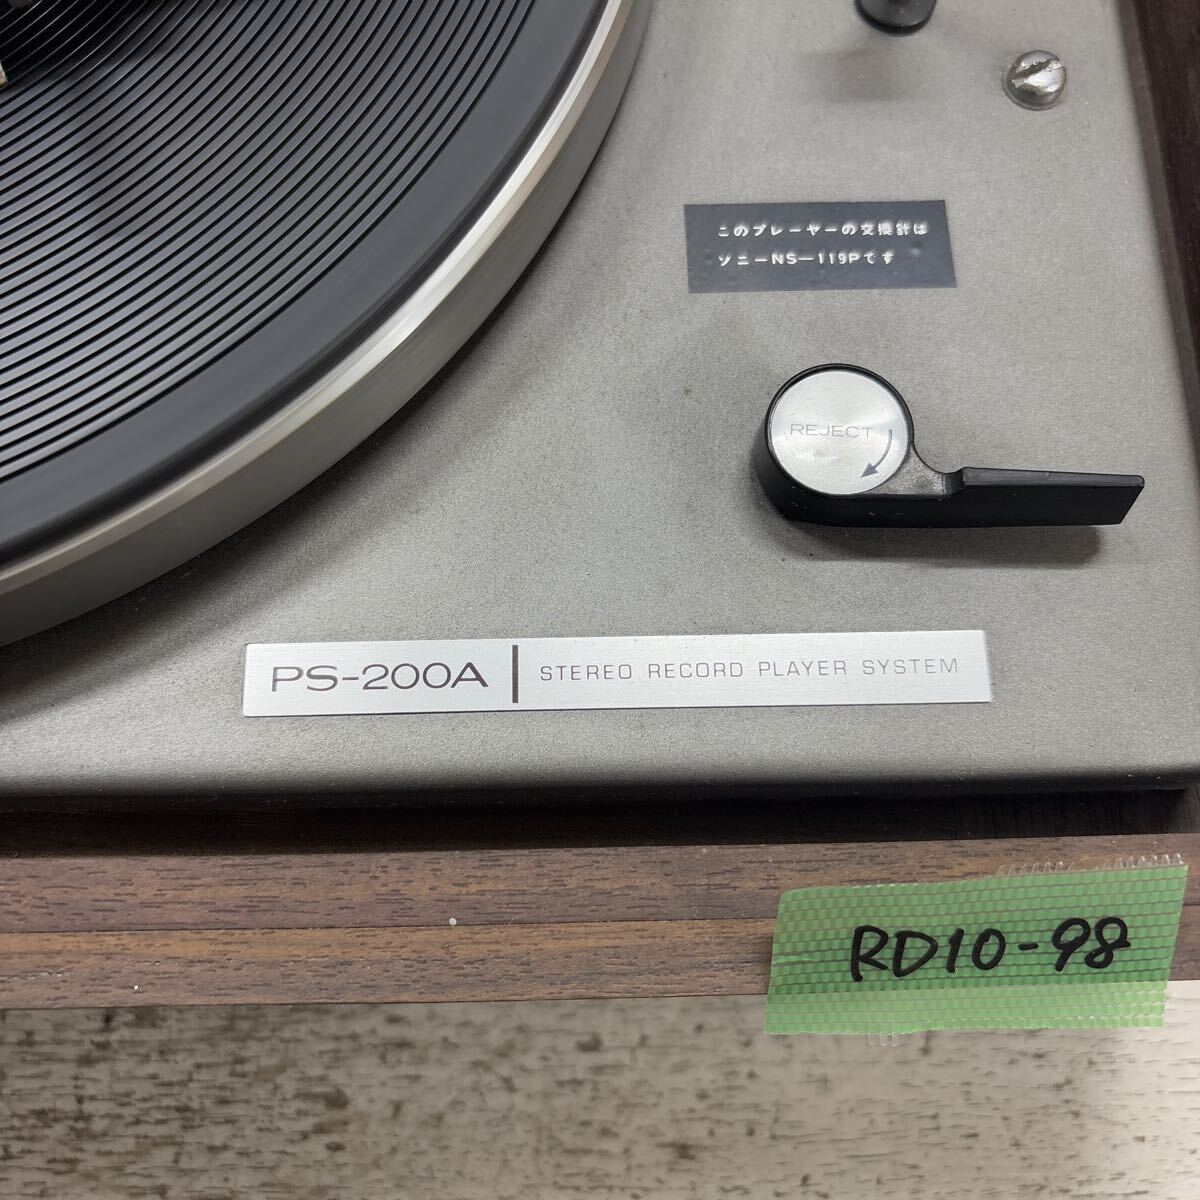 このプレーヤーの交換針は
ソニーNS—119Pです
REJECT
PS-200A STEREO RECORD PLAYER SYSTEM
RD10-98